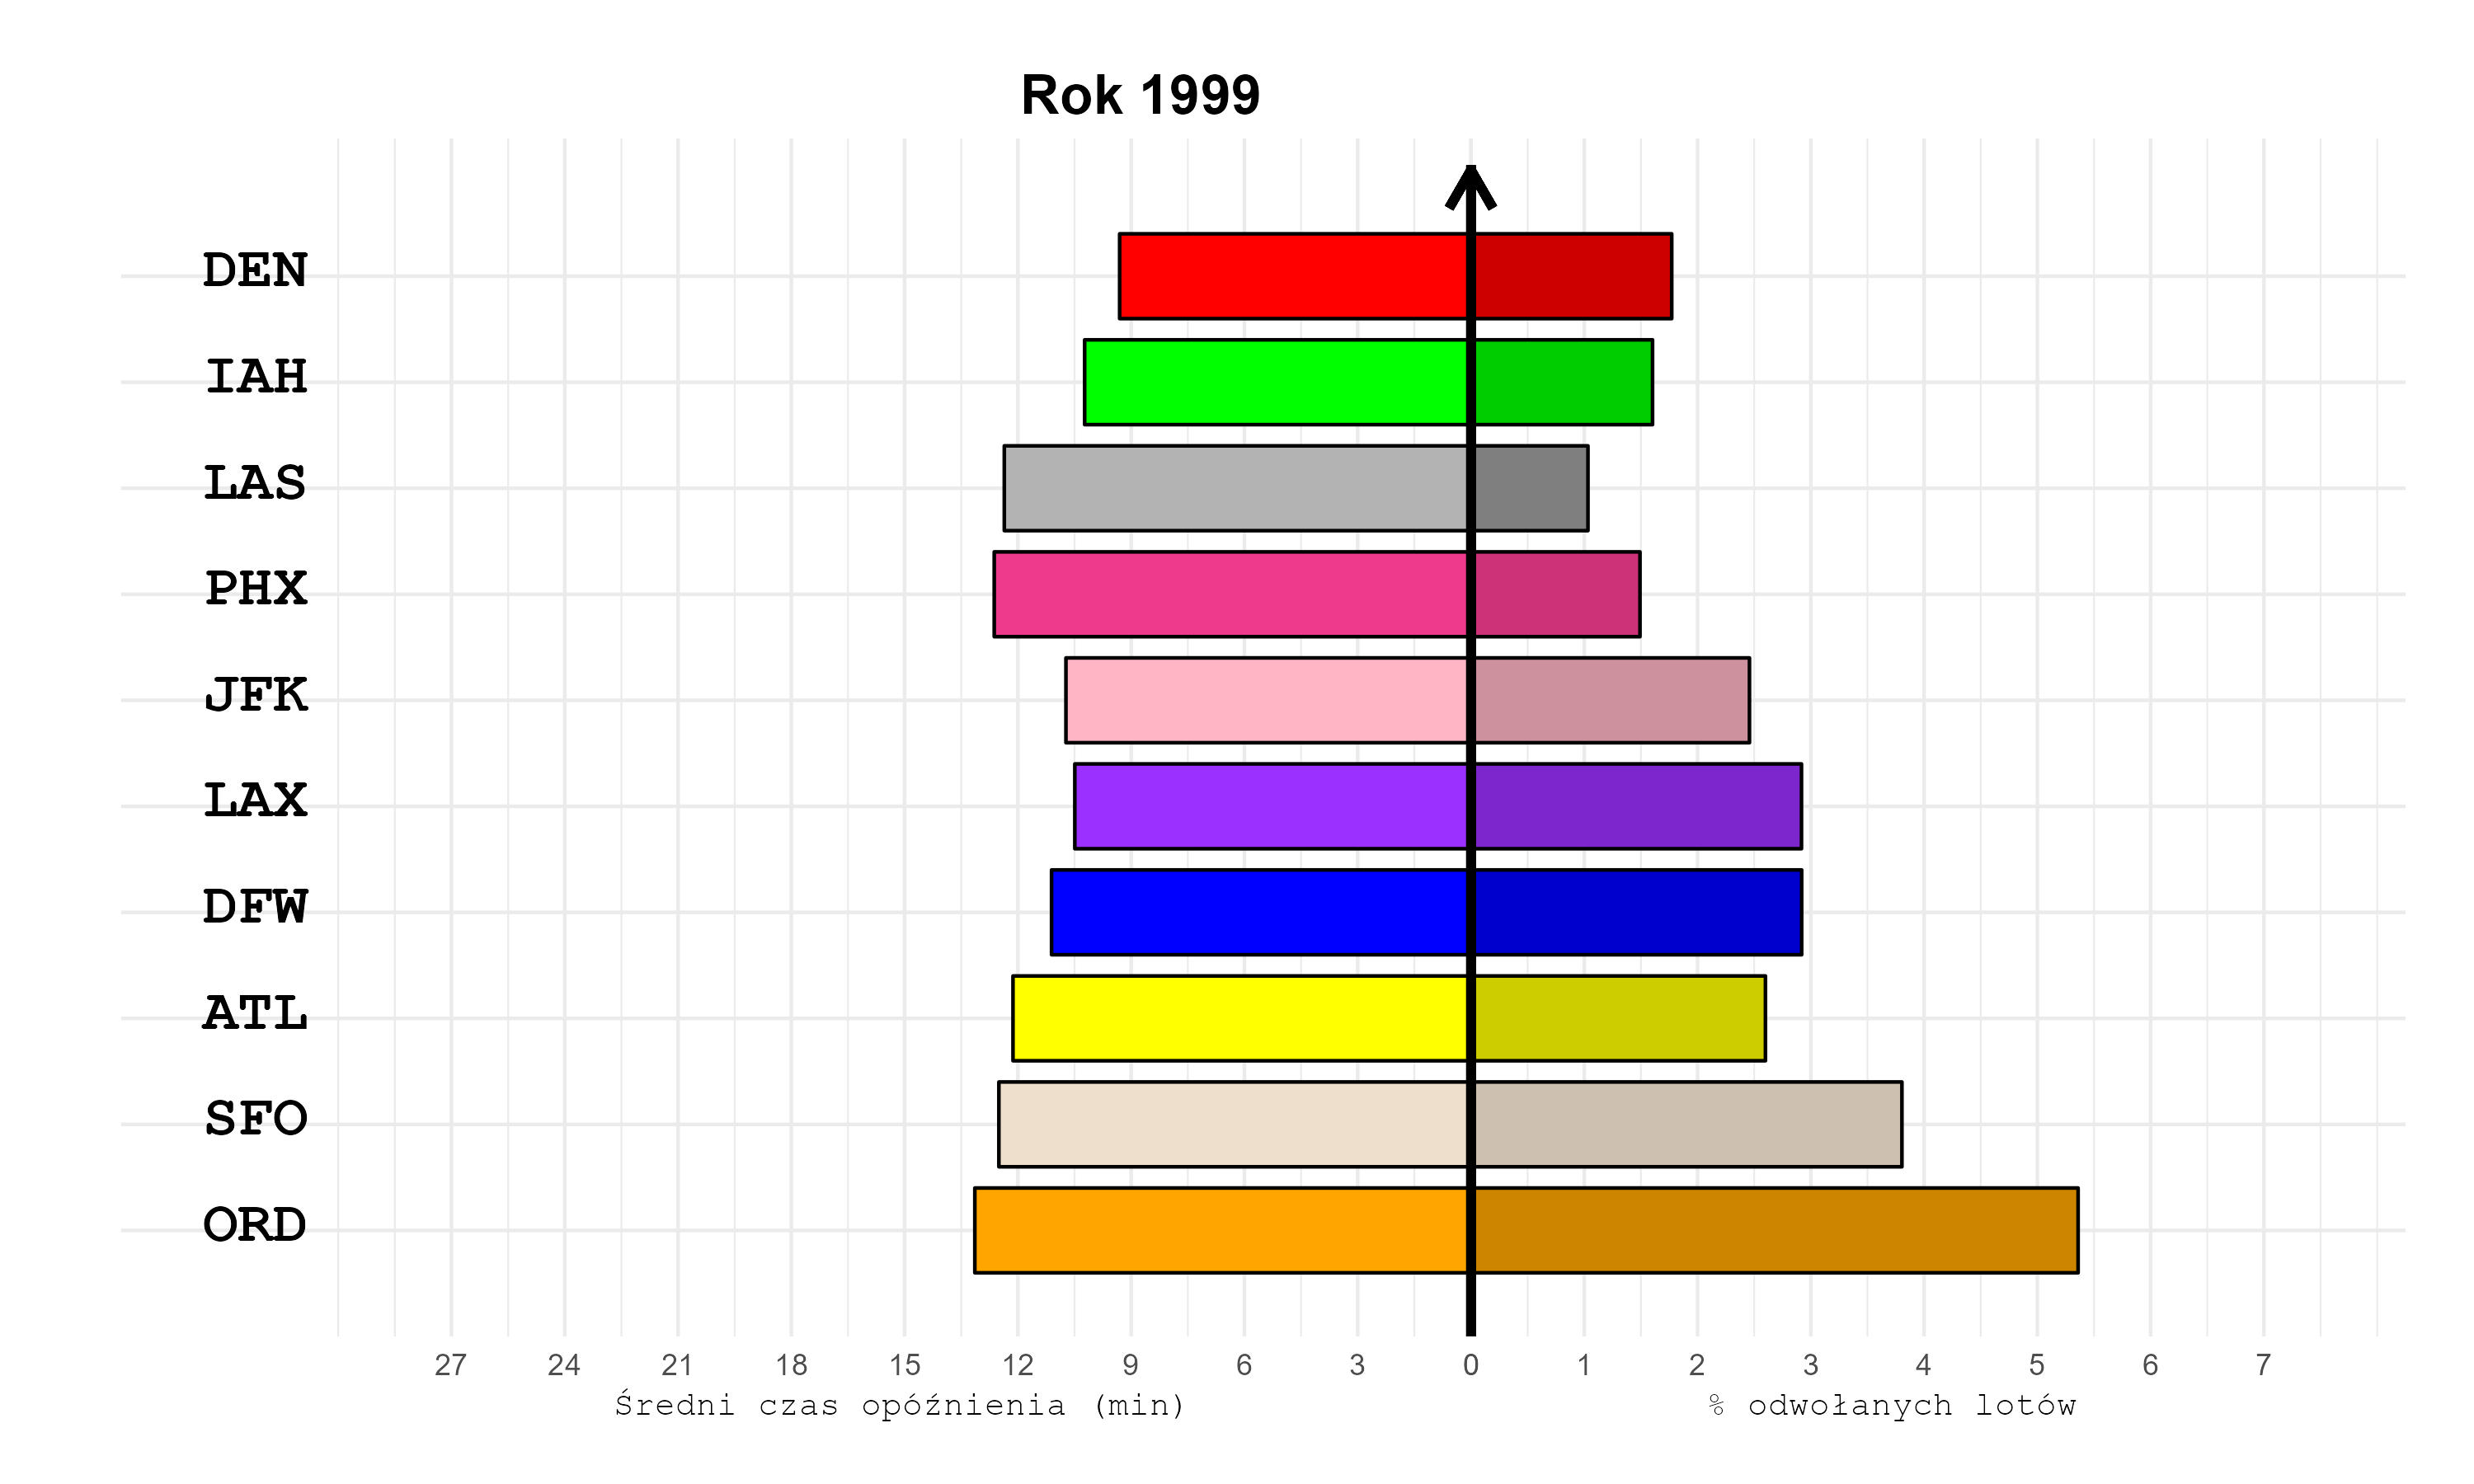 Rok 1999
DEN
IAH
LAS
PHX
JFK
LAX
DFW
ATL
SFO
ORD
27 24 21 18 15 12 9 6 3 0 1 2 3 4 5 6 7
Średni czas opóźnienia (min) % odwołanych lotów